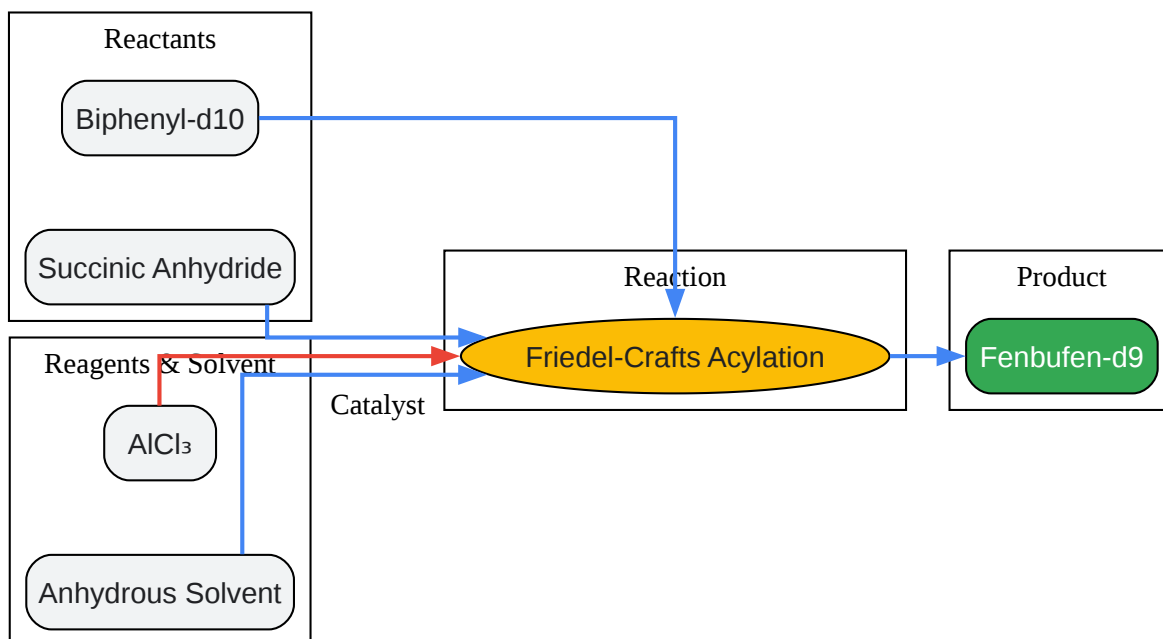 Reactants
Biphenyl-d10
Succinic Anhydride
Reagents & Solvent
AlCl₃
Anhydrous Solvent
Catalyst
Reaction
Friedel-Crafts Acylation
Product
Fenbufen-d9